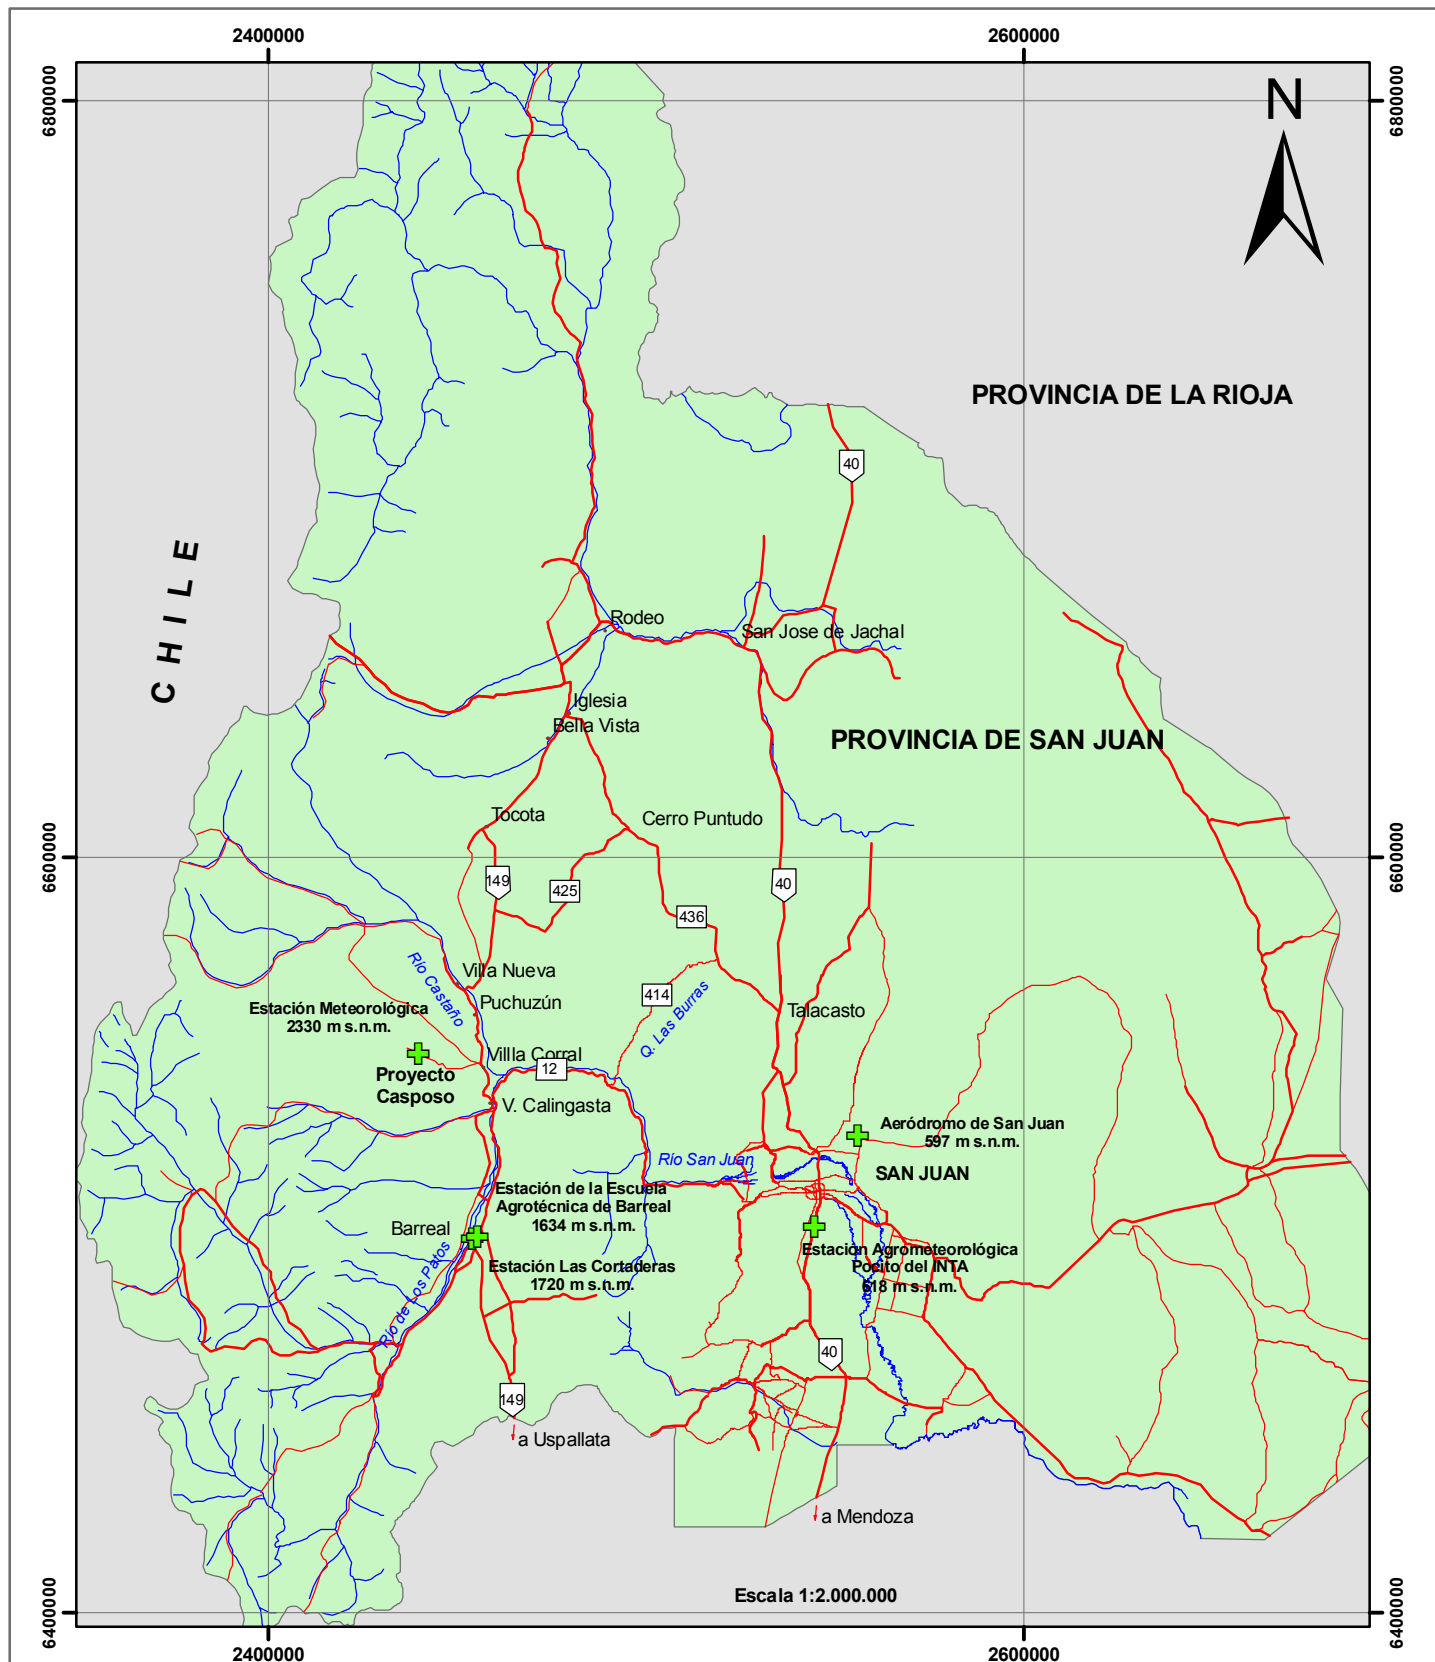 2400000
2600000
6800000
6800000
N
PROVINCIA DE LA RIOJA
40
CHILE
Rodeo
San Jose de Jachal
Iglesia
Bella Vista
PROVINCIA DE SAN JUAN
Tocota
Cerro Puntudo
6600000
6600000
149
425
40
436
Villa Nueva
Río Castaño
414
Q. Las Burras
Puchuzún
Talacasto
Estación Meteorológica
2330 m s.n.m.
Villla Corral
12
Proyecto
Casposo
V. Calingasta
Aeródromo de San Juan
597 m s.n.m.
Río San Juan
SAN JUAN
Estación de la Escuela
Agrotécnica de Barreal
1634 m s.n.m.
Barreal
Río de Los Patos
Estación Las Cortaderas
1720 m s.n.m.
Estación Agrometeorológica
Pocito del INTA
618 m s.n.m.
40
149
a Uspallata
a Mendoza
Escala 1:2.000.000
6400000
6400000
2400000
2600000